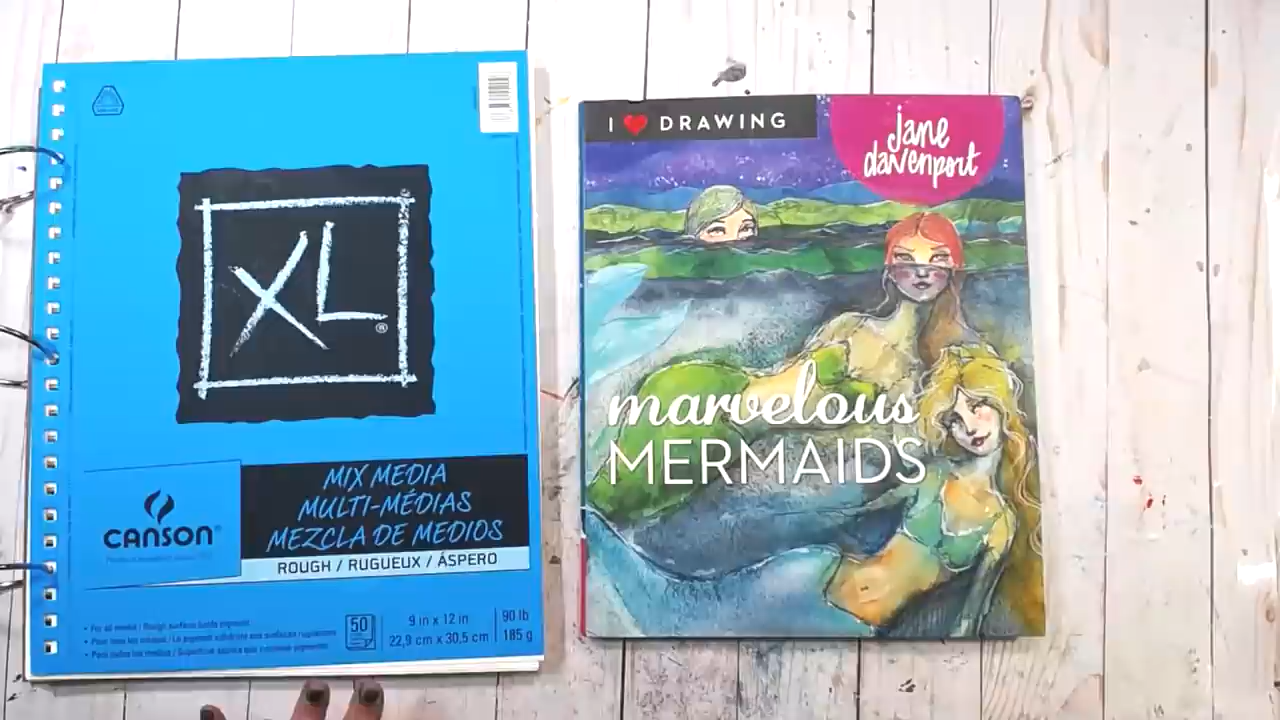 XL®
MIX MEDIA
MULTI-MÉDIAS
MEZCLA DE MEDIOS
CANSON®
ROUGH / RUGUEUX / ÁSPERO
50
9 in x 12 in
22,9 cm x 30,5 cm
90 lb
185 g
I ❤ DRAWING
jane
davenport
marvelous
MERMAIDS